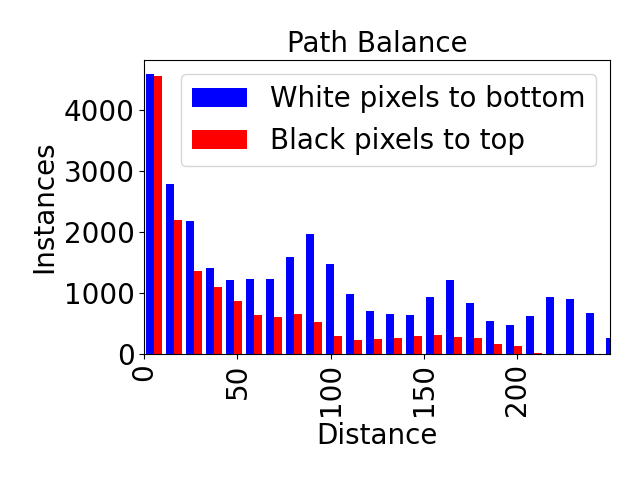 Path Balance
White pixels to bottom
Black pixels to top
Instances
4000
3000
2000
1000
0
0
50
100
150
200
Distance